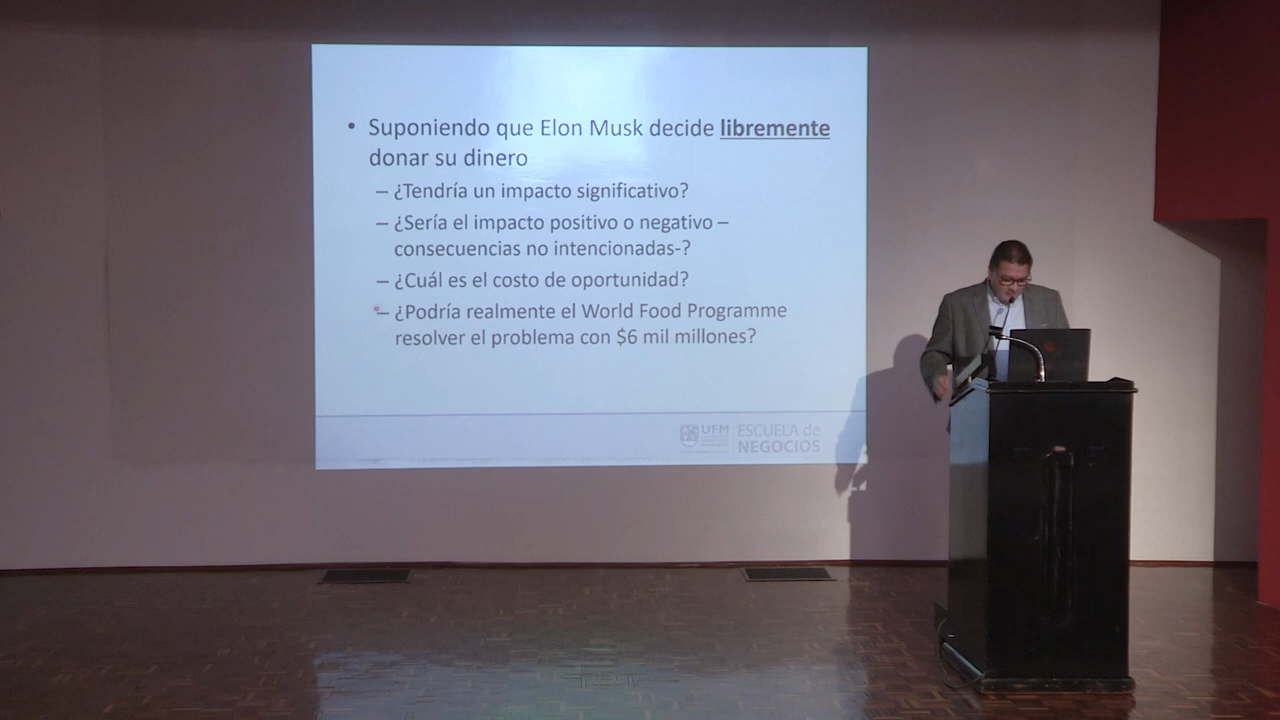 • Suponiendo que Elon Musk decide libremente
donar su dinero
– ¿Tendría un impacto significativo?
– ¿Sería el impacto positivo o negativo –
consecuencias no intencionadas-?
– ¿Cuál es el costo de oportunidad?
– ¿Podría realmente el World Food Programme
resolver el problema con $6 mil millones?
UFM
ESCUELA de
NEGOCIOS